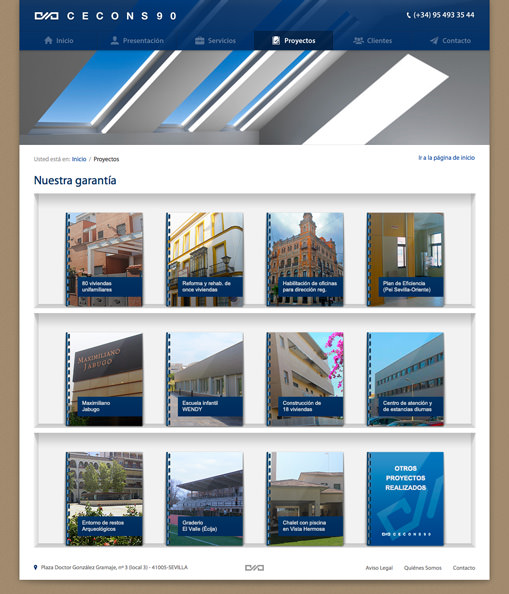 CECONS90
(+34) 95 493 35 44
Inicio
Presentación
Servicios
Proyectos
Clientes
Contacto
Usted está en: Inicio / Proyectos
Ir a la página de inicio
Nuestra garantía
80 viviendas
unifamiliares
Reforma y rehab. de
once viviendas
Habilitación de oficinas
para dirección reg.
Plan de Eficiencia
(Pei Sevilla-Oriente)
MAXIMILIANO
JABUGO
Maximiliano
Jabugo
Escuela infantil
WENDY
Construcción de
18 viviendas
Centro de atención y
de estancias diurnas
Entorno de restos
Arqueológicos
Graderío
El Valle (Écija)
Chalet con piscina
en Vista Hermosa
OTROS
PROYECTOS
REALIZADOS
CECONS90
Plaza Doctor González Gramaje, nº 3 (local 3) - 41005-SEVILLA
Aviso Legal
Quiénes Somos
Contacto